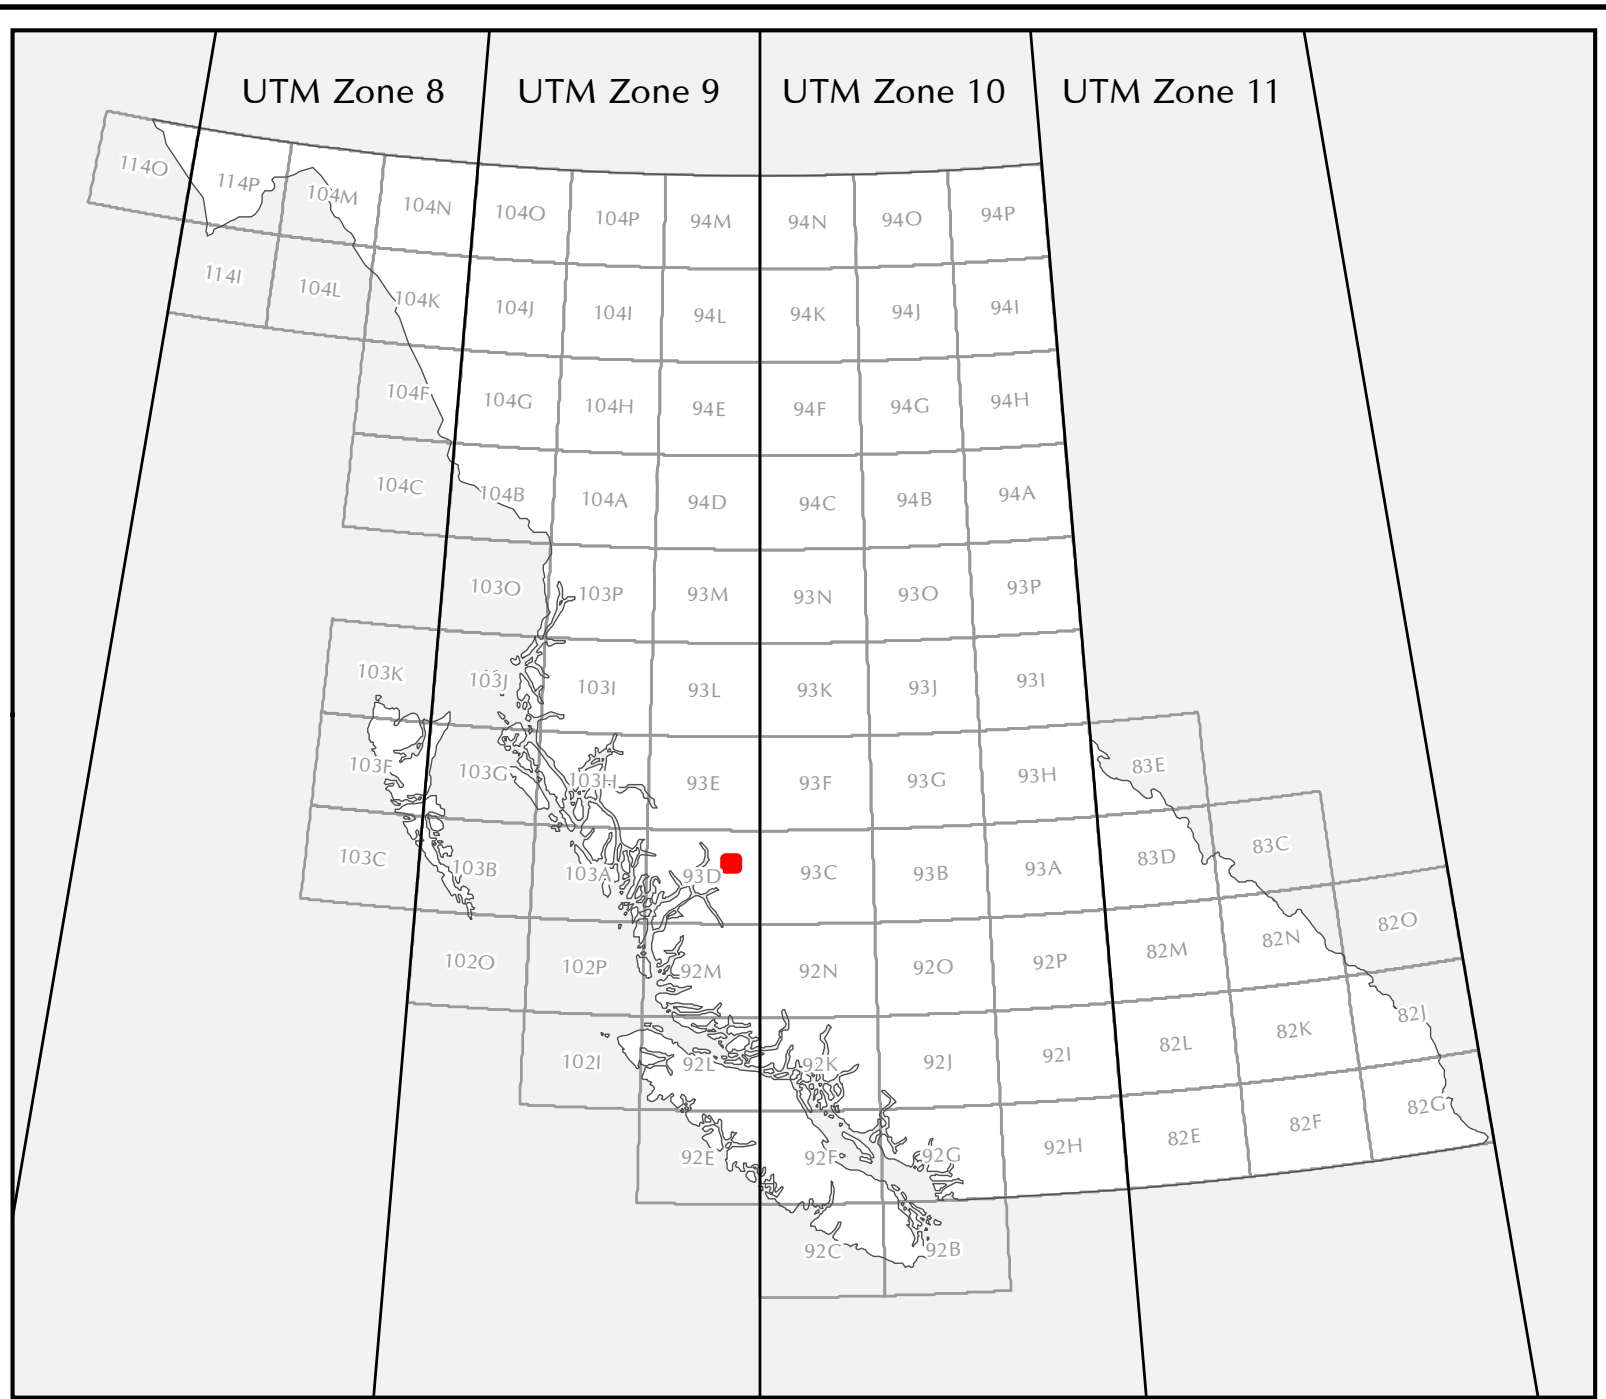 UTM Zone 8 UTM Zone 9 UTM Zone 10 UTM Zone 11
114O 114P 104M 104N 104O 104P 94M 94N 94O 94P
114I 104L 104K 104J 104I 94L 94K 94J 94I
104F 104G 104H 94E 94F 94G 94H
104C 104B 104A 94D 94C 94B 94A
103O 103P 93M 93N 93O 93P
103K 103J 103I 93L 93K 93J 93I
103F 103G 103H 93E 93F 93G 93H 83E
103C 103B 103A 93D 93C 93B 93A 83D 83C
102O 102P 92M 92N 92O 92P 82M 82N 82O
102I 92L 92K 92J 92I 82L 82K 82J
92E 92F 92G 92H 82E 82F 82G
92C 92B